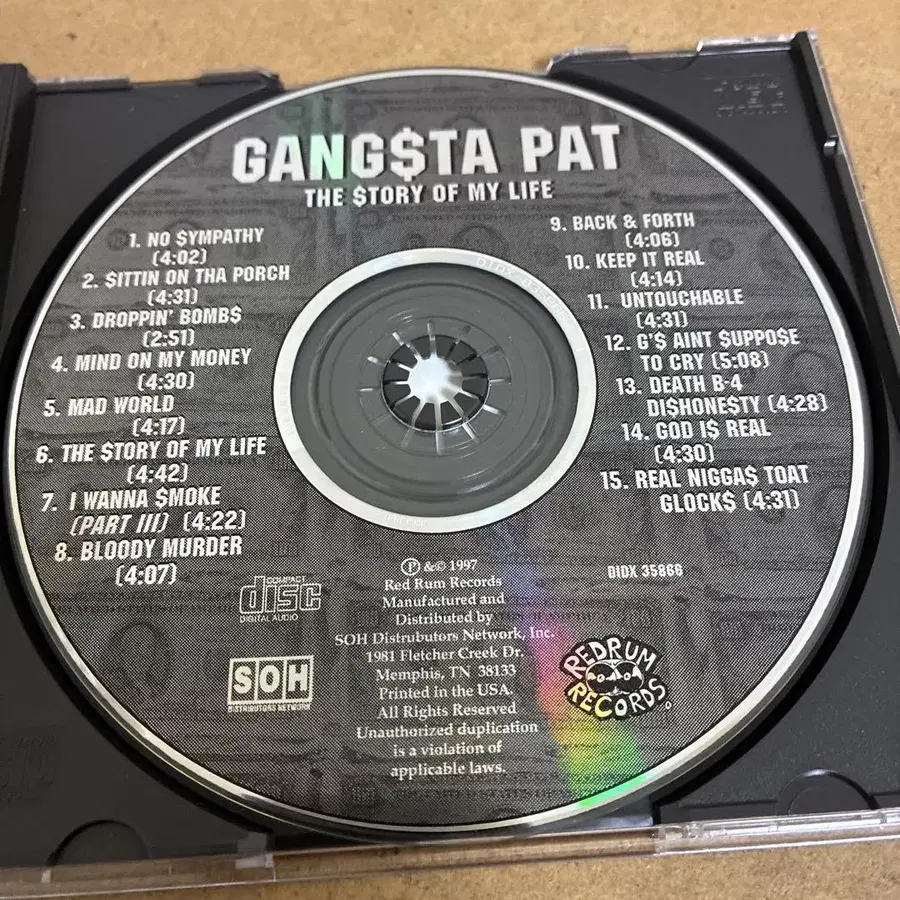 GANG$TA PAT
THE $TORY OF MY LIFE
1. NO $YMPATHY
(4:02)
2. $ITTIN ON THA PORCH
(4:31)
3. DROPPIN' BOMB$
(2:51)
4. MIND ON MY MONEY
(4:30)
5. MAD WORLD
(4:17)
6. THE $TORY OF MY LIFE
(4:42)
7. I WANNA $MOKE
(PART III) (4:22)
8. BLOODY MURDER
(4:07)
9. BACK & FORTH
(4:06)
10. KEEP IT REAL
(4:14)
11. UNTOUCHABLE
(4:31)
12. G'$ AINT $UPPO$E
TO CRY (5:08)
13. DEATH B-4
DI$HONE$TY (4:28)
14. GOD I$ REAL
(4:30)
15. REAL NIGGA$ TOAT
GLOCK$ (4:31)
COMPACT
disc
DIGITAL AUDIO
SOH
DISTRIBUTORS NETWORK
℗ &© 1997
Red Rum Records
Manufactured and
Distributed by
SOH Distrubutors Network, Inc.
1981 Fletcher Creek Dr.
Memphis, TN 38133
Printed in the USA.
All Rights Reserved
Unauthorized duplication
is a violation of
applicable laws.
DIDX 35866
REDRUM
RECORDS